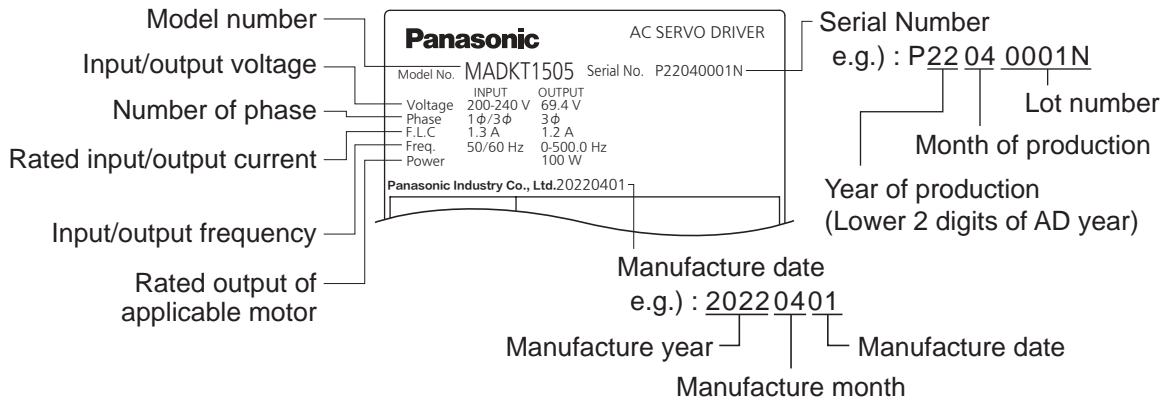 Model number
Input/output voltage
Number of phase
Rated input/output current
Input/output frequency
Rated output of
applicable motor
Panasonic AC SERVO DRIVER
Model No. MADKT1505 Serial No. P22040001N
INPUT OUTPUT
Voltage 200-240 V 69.4 V
Phase 1ϕ/3ϕ 3ϕ
F.L.C 1.3 A 1.2 A
Freq. 50/60 Hz 0-500.0 Hz
Power 100 W
Panasonic Industry Co., Ltd.20220401
Serial Number
e.g.) : P22 04 0001N
Lot number
Month of production
Year of production
(Lower 2 digits of AD year)
Manufacture date
e.g.) : 2022 04 01
Manufacture year
Manufacture date
Manufacture month